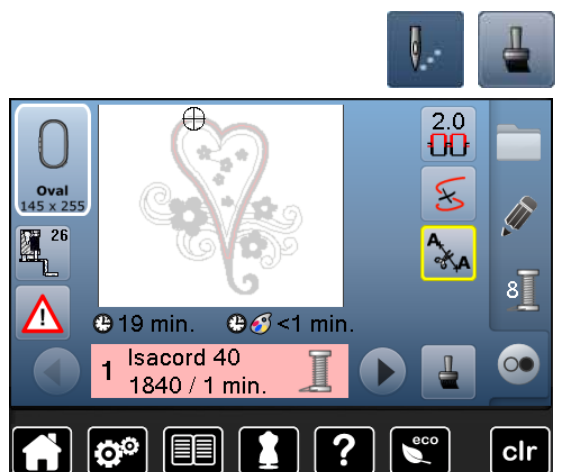 2.0
Oval
145 x 255
26
A
A
8
19 min.
<1 min.
1
Isacord 40
1840 / 1 min.
?
eco
clr